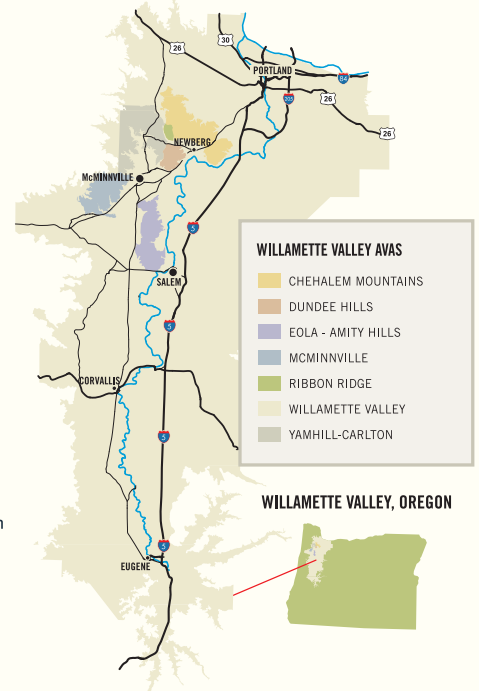 26
30
PORTLAND
84
205
26
26
NEWBERG
McMINNVILLE
5
SALEM
5
CORVALLIS
5
n
5
EUGENE
WILLAMETTE VALLEY AVAS
CHEHALEM MOUNTAINS
DUNDEE HILLS
EOLA - AMITY HILLS
MCMINNVILLE
RIBBON RIDGE
WILLAMETTE VALLEY
YAMHILL-CARLTON
WILLAMETTE VALLEY, OREGON